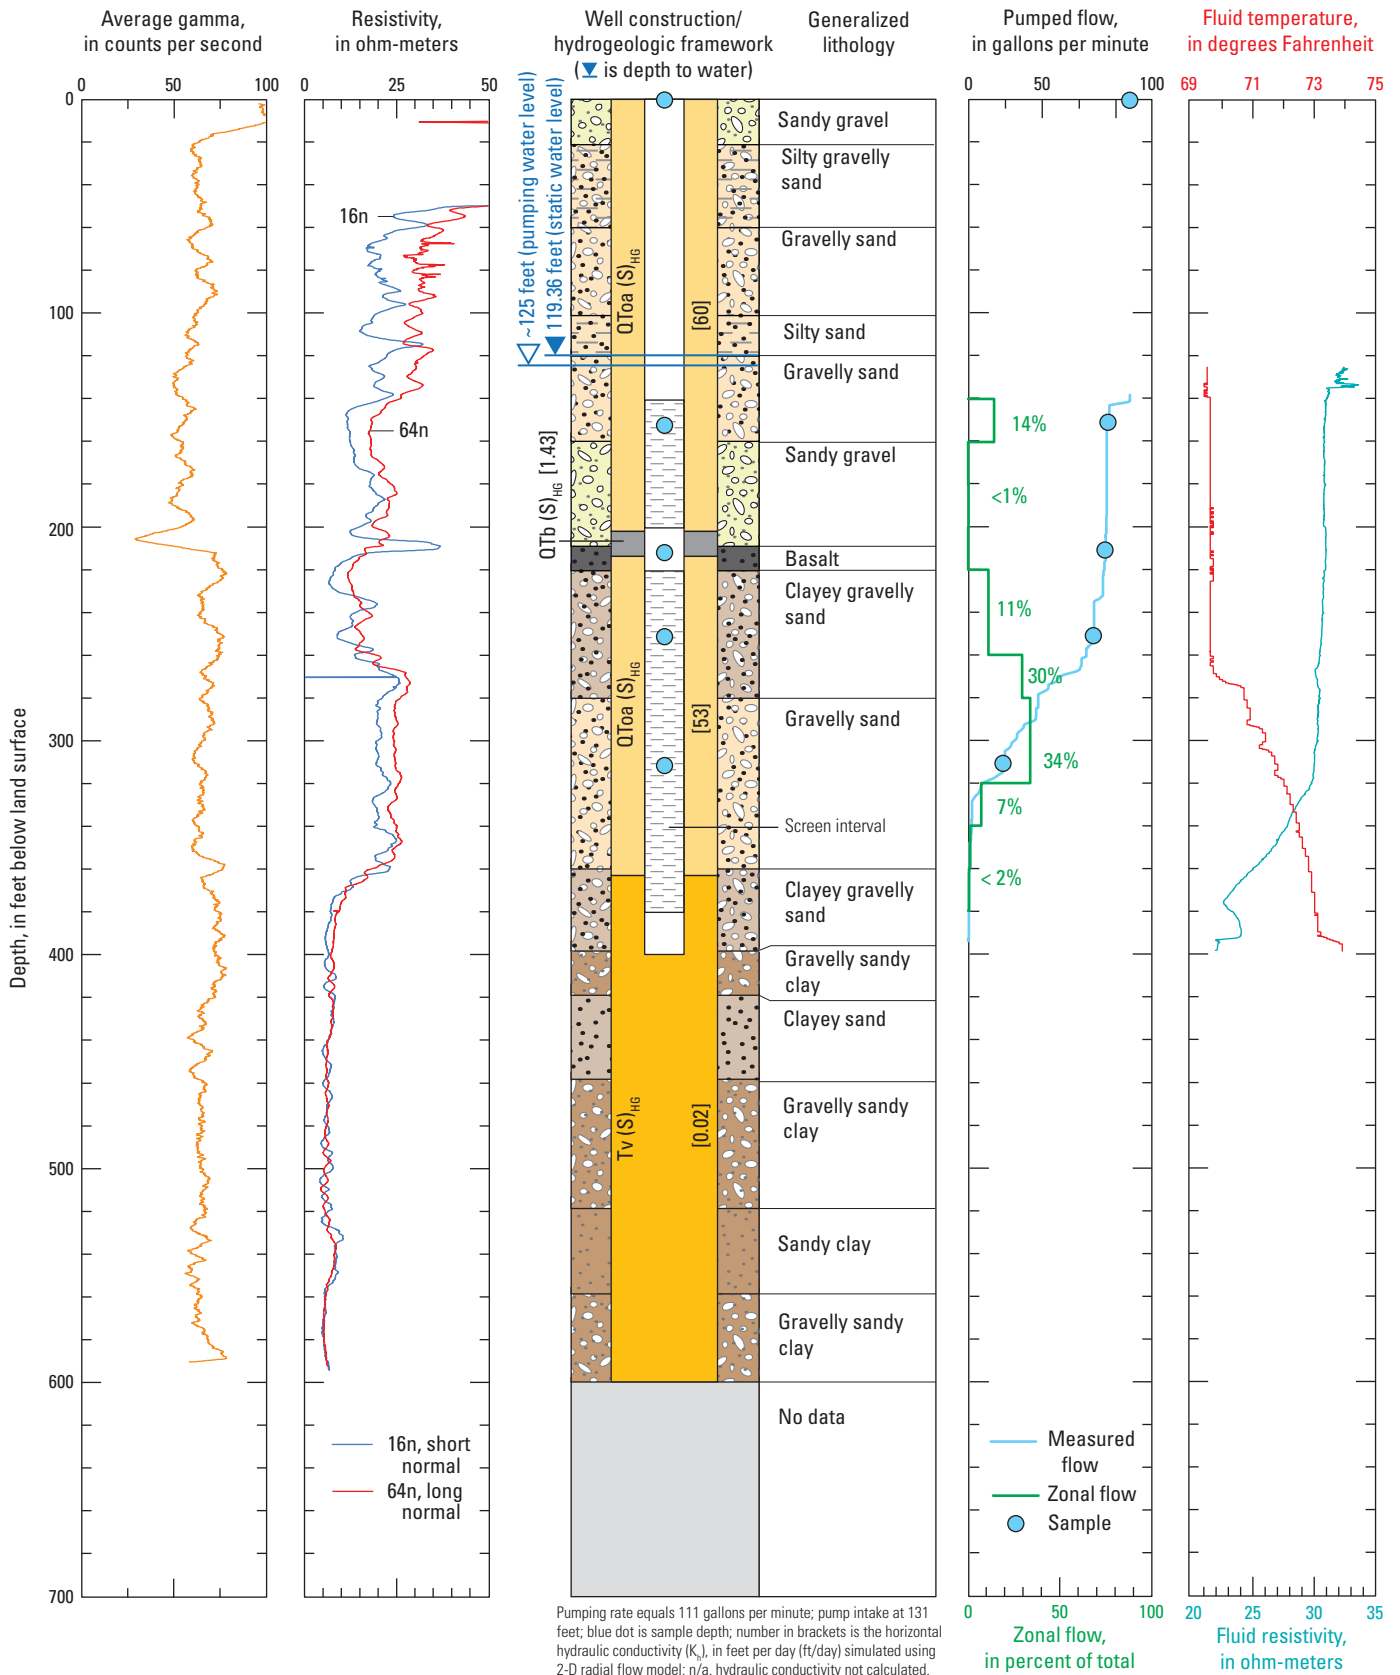 Average gamma,
in counts per second
Resistivity,
in ohm-meters
Well construction/
hydrogeologic framework
(▼ is depth to water)
Generalized
lithology
Pumped flow,
in gallons per minute
Fluid temperature,
in degrees Fahrenheit
0 50 100
0 25 50
0 50 100
69 71 73 75
Depth, in feet below land surface
0
100
200
300
400
500
600
700
16n
64n
~125 feet (pumping water level)
119.36 feet (static water level)
QToa (S)HG
[60]
QTb (S)HG [1.43]
QToa (S)HG
[53]
Tv (S)HG
[0.02]
Sandy gravel
Silty gravelly
sand
Gravelly sand
Silty sand
Gravelly sand
Sandy gravel
Basalt
Clayey gravelly
sand
Gravelly sand
Screen interval
Clayey gravelly
sand
Gravelly sandy
clay
Clayey sand
Gravelly sandy
clay
Sandy clay
Gravelly sandy
clay
No data
14%
<1%
11%
30%
34%
7%
< 2%
16n, short
normal
64n, long
normal
Measured
flow
Zonal flow
Sample
0 50 100
Zonal flow,
in percent of total
20 25 30 35
Fluid resistivity,
in ohm-meters
Pumping rate equals 111 gallons per minute; pump intake at 131
feet; blue dot is sample depth; number in brackets is the horizontal
hydraulic conductivity (Kh), in feet per day (ft/day) simulated using
2-D radial flow model; n/a, hydraulic conductivity not calculated.